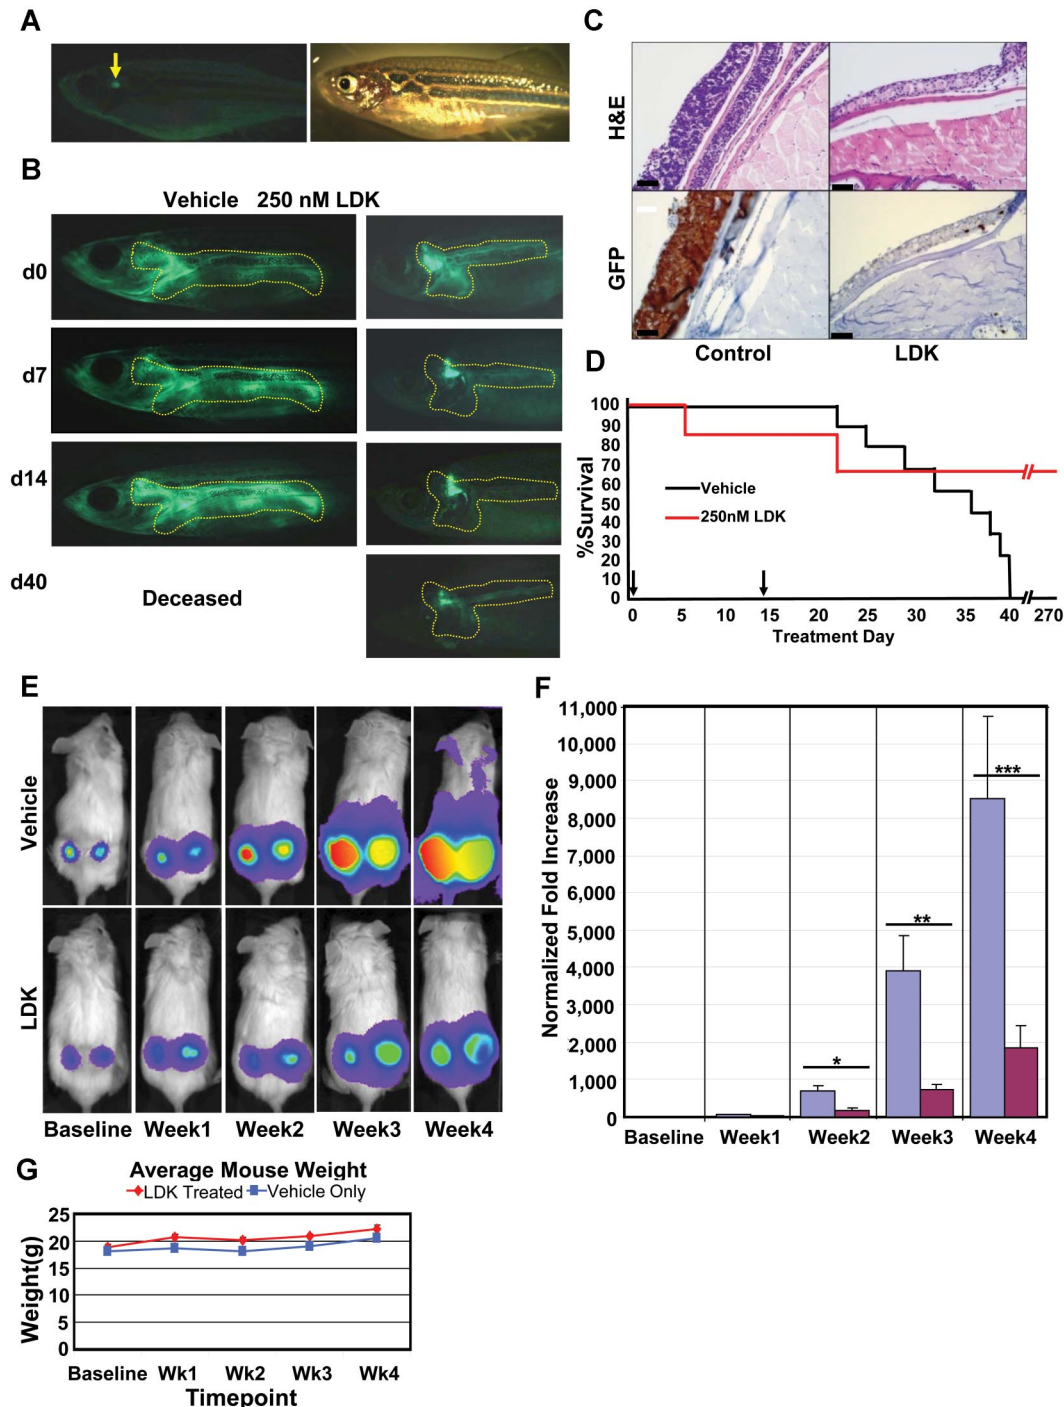 A
B
Vehicle 250 nM LDK
d0
d7
d14
d40
Deceased
C
H&E
GFP
Control LDK
D
%Survival
100
90
80
70
60
50
40
30
20
10
0
Vehicle
250nM LDK
0 5 15 20 25 30 35 40 270
Treatment Day
E
Vehicle
LDK
Baseline Week1 Week2 Week3 Week4
F
Normalized Fold Increase
11,000
10,000
9,000
8,000
7,000
6,000
5,000
4,000
3,000
2,000
1,000
0
*
**
***
Baseline Week1 Week2 Week3 Week4
G
Average Mouse Weight
LDK Treated Vehicle Only
Weight(g)
25
20
15
10
5
0
Baseline Wk1 Wk2 Wk3 Wk4
Timepoint